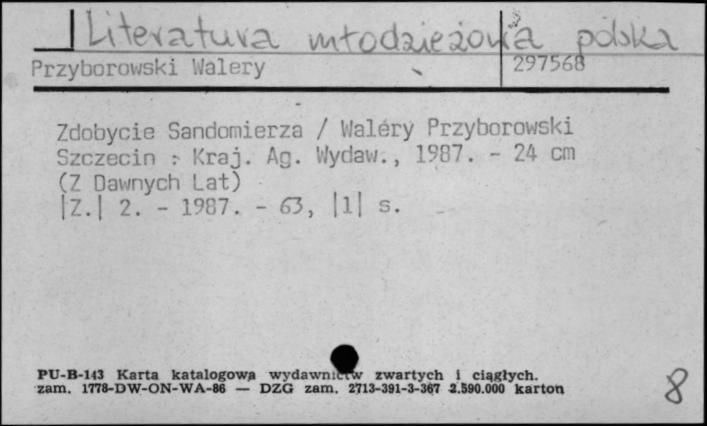 Literatura młodzieżowa polska
Przyborowski Walery 297568
Zdobycie Sandomierza / Walery Przyborowski
Szczecin : Kraj. Ag. Wydaw., 1987. - 24 cm
(Z Dawnych Lat)
|Z.| 2. - 1987. - 63, |1| s.
PU-B-143 Karta katalogowa wydawnictw zwartych i ciągłych.
zam. 1778-DW-ON-WA-86 — DZG zam. 2713-391-3-367 2.590.000 karton
8